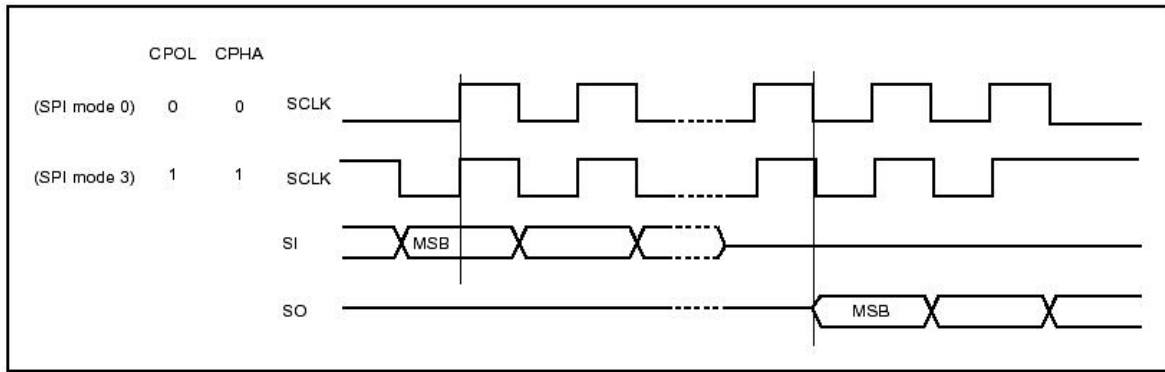 CPOL CPHA
(SPI mode 0) 0 0 SCLK
(SPI mode 3) 1 1 SCLK
SI MSB
SO MSB